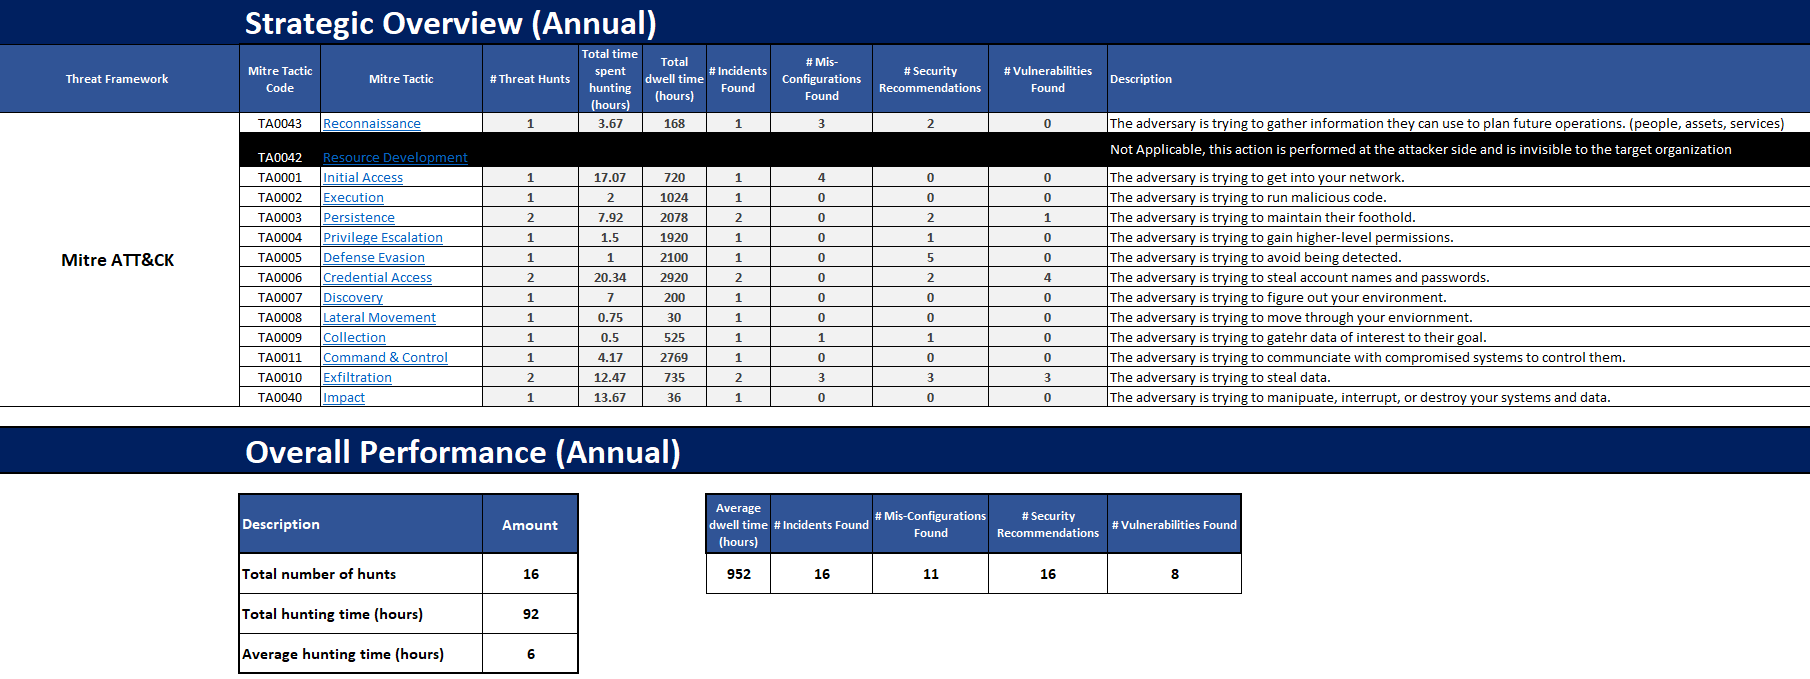 Strategic Overview (Annual)
Threat Framework | Mitre Tactic Code | Mitre Tactic | # Threat Hunts | Total time spent hunting (hours) | Total dwell time (hours) | # Incidents Found | # Mis-Configurations Found | # Security Recommendations | # Vulnerabilities Found | Description
Mitre ATT&CK
TA0043 Reconnaissance 1 3.67 168 1 3 2 0 The adversary is trying to gather information they can use to plan future operations. (people, assets, services)
TA0042 Resource Development Not Applicable, this action is performed at the attacker side and is invisible to the target organization
TA0001 Initial Access 1 17.07 720 1 4 0 0 The adversary is trying to get into your network.
TA0002 Execution 1 2 1024 1 0 0 0 The adversary is trying to run malicious code.
TA0003 Persistence 2 7.92 2078 2 0 2 1 The adversary is trying to maintain their foothold.
TA0004 Privilege Escalation 1 1.5 1920 1 0 1 0 The adversary is trying to gain higher-level permissions.
TA0005 Defense Evasion 1 1 2100 1 0 5 0 The adversary is trying to avoid being detected.
TA0006 Credential Access 2 20.34 2920 2 0 2 4 The adversary is trying to steal account names and passwords.
TA0007 Discovery 1 7 200 1 0 0 0 The adversary is trying to figure out your environment.
TA0008 Lateral Movement 1 0.75 30 1 0 0 0 The adversary is trying to move through your enviornment.
TA0009 Collection 1 0.5 525 1 1 1 0 The adversary is trying to gatehr data of interest to their goal.
TA0011 Command & Control 1 4.17 2769 1 0 0 0 The adversary is trying to communciate with compromised systems to control them.
TA0010 Exfiltration 2 12.47 735 2 3 3 3 The adversary is trying to steal data.
TA0040 Impact 1 13.67 36 1 0 0 0 The adversary is trying to manipuate, interrupt, or destroy your systems and data.
Overall Performance (Annual)
Description Amount
Total number of hunts 16
Total hunting time (hours) 92
Average hunting time (hours) 6
Average dwell time (hours) | # Incidents Found | # Mis-Configurations Found | # Security Recommendations | # Vulnerabilities Found
952 16 11 16 8